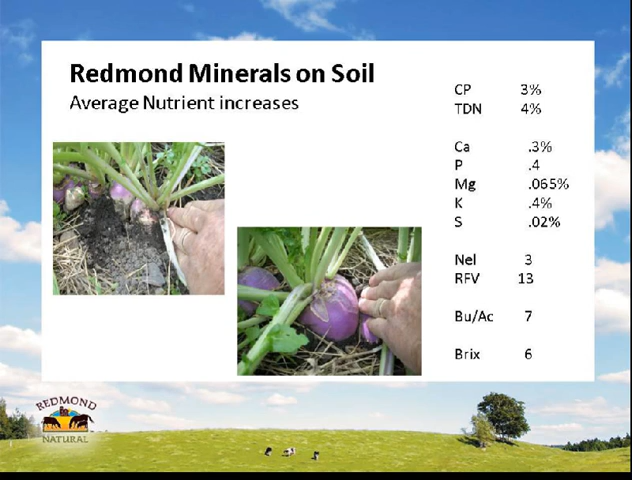 Redmond Minerals on Soil
Average Nutrient increases
CP 3%
TDN 4%
Ca .3%
P .4
Mg .065%
K .4%
S .02%
Nel 3
RFV 13
Bu/Ac 7
Brix 6
REDMOND
NATURAL